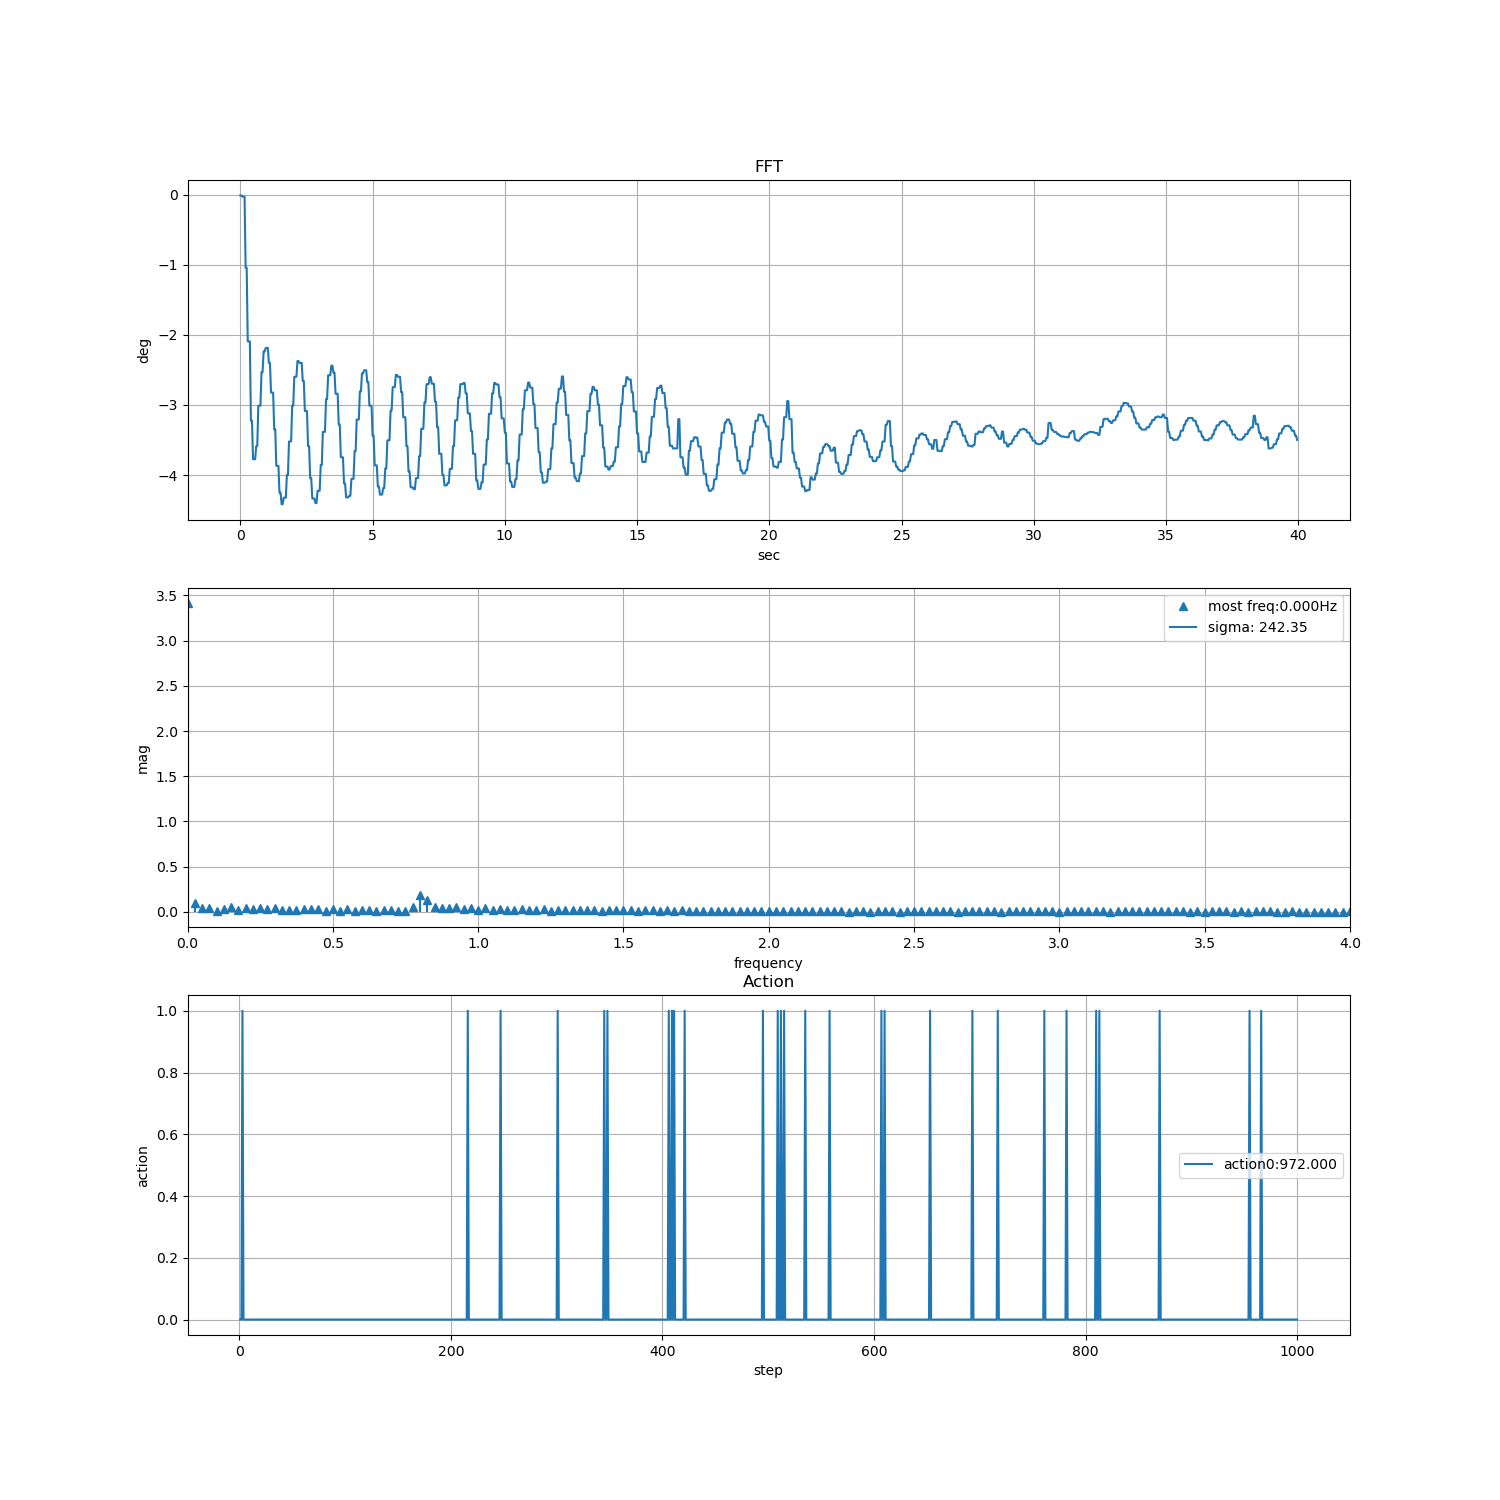 FFT
0
−1
−2
−3
−4
deg
0 5 10 15 20 25 30 35 40
sec
3.5
3.0
2.5
2.0
1.5
1.0
0.5
0.0
mag
most freq:0.000Hz
sigma: 242.35
0.0 0.5 1.0 1.5 2.0 2.5 3.0 3.5 4.0
frequency
Action
1.0
0.8
0.6
0.4
0.2
0.0
action
action0:972.000
0 200 400 600 800 1000
step